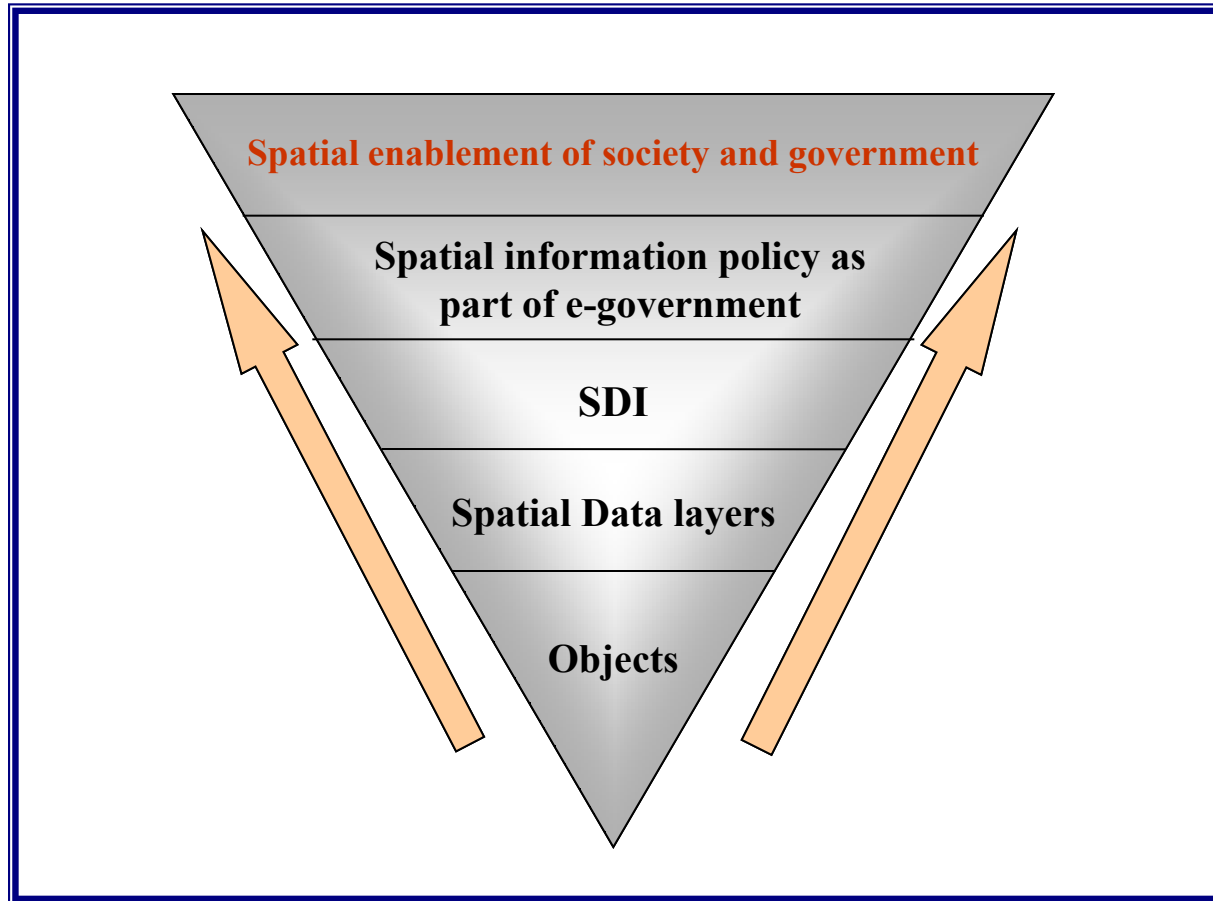 Spatial enablement of society and government
Spatial information policy as
part of e-government
SDI
Spatial Data layers
Objects